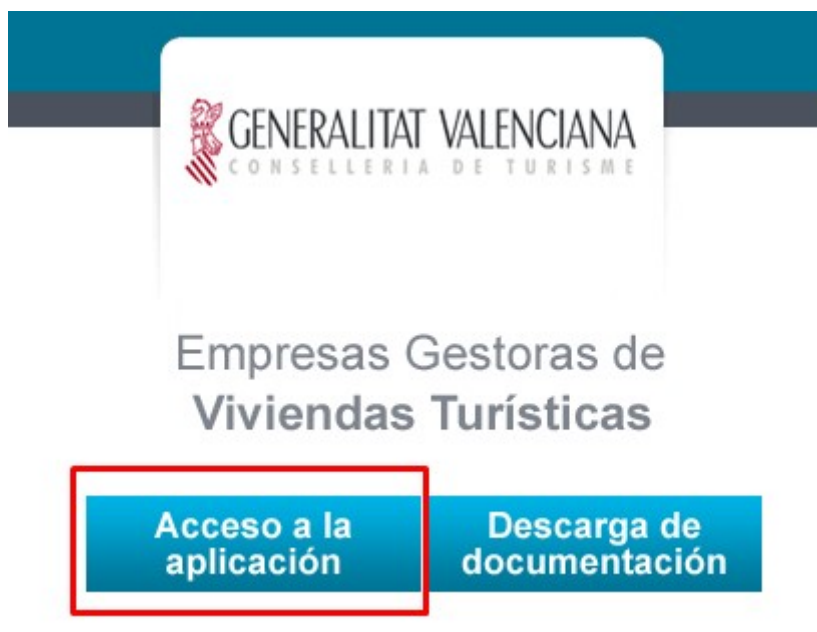 GENERALITAT VALENCIANA
CONSELLERIA DE TURISME
Empresas Gestoras de
Viviendas Turísticas
Acceso a la
aplicación
Descarga de
documentación